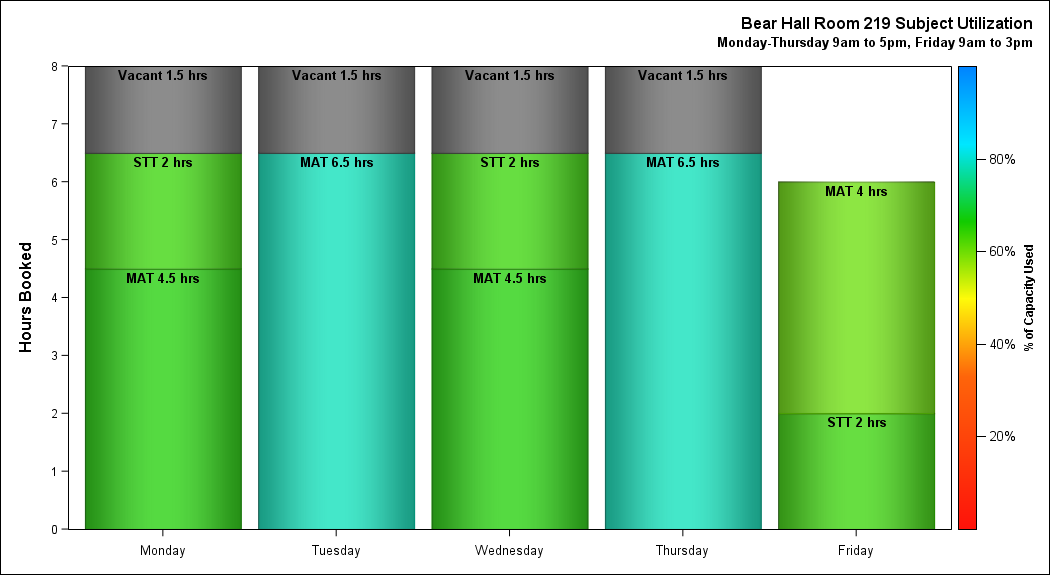 Bear Hall Room 219 Subject Utilization
Monday-Thursday 9am to 5pm, Friday 9am to 3pm
Hours Booked
8
7
6
5
4
3
2
1
0
Vacant 1.5 hrs
STT 2 hrs
MAT 4.5 hrs
Vacant 1.5 hrs
MAT 6.5 hrs
Vacant 1.5 hrs
STT 2 hrs
MAT 4.5 hrs
Vacant 1.5 hrs
MAT 6.5 hrs
MAT 4 hrs
STT 2 hrs
Monday
Tuesday
Wednesday
Thursday
Friday
80%
60%
40%
20%
% of Capacity Used